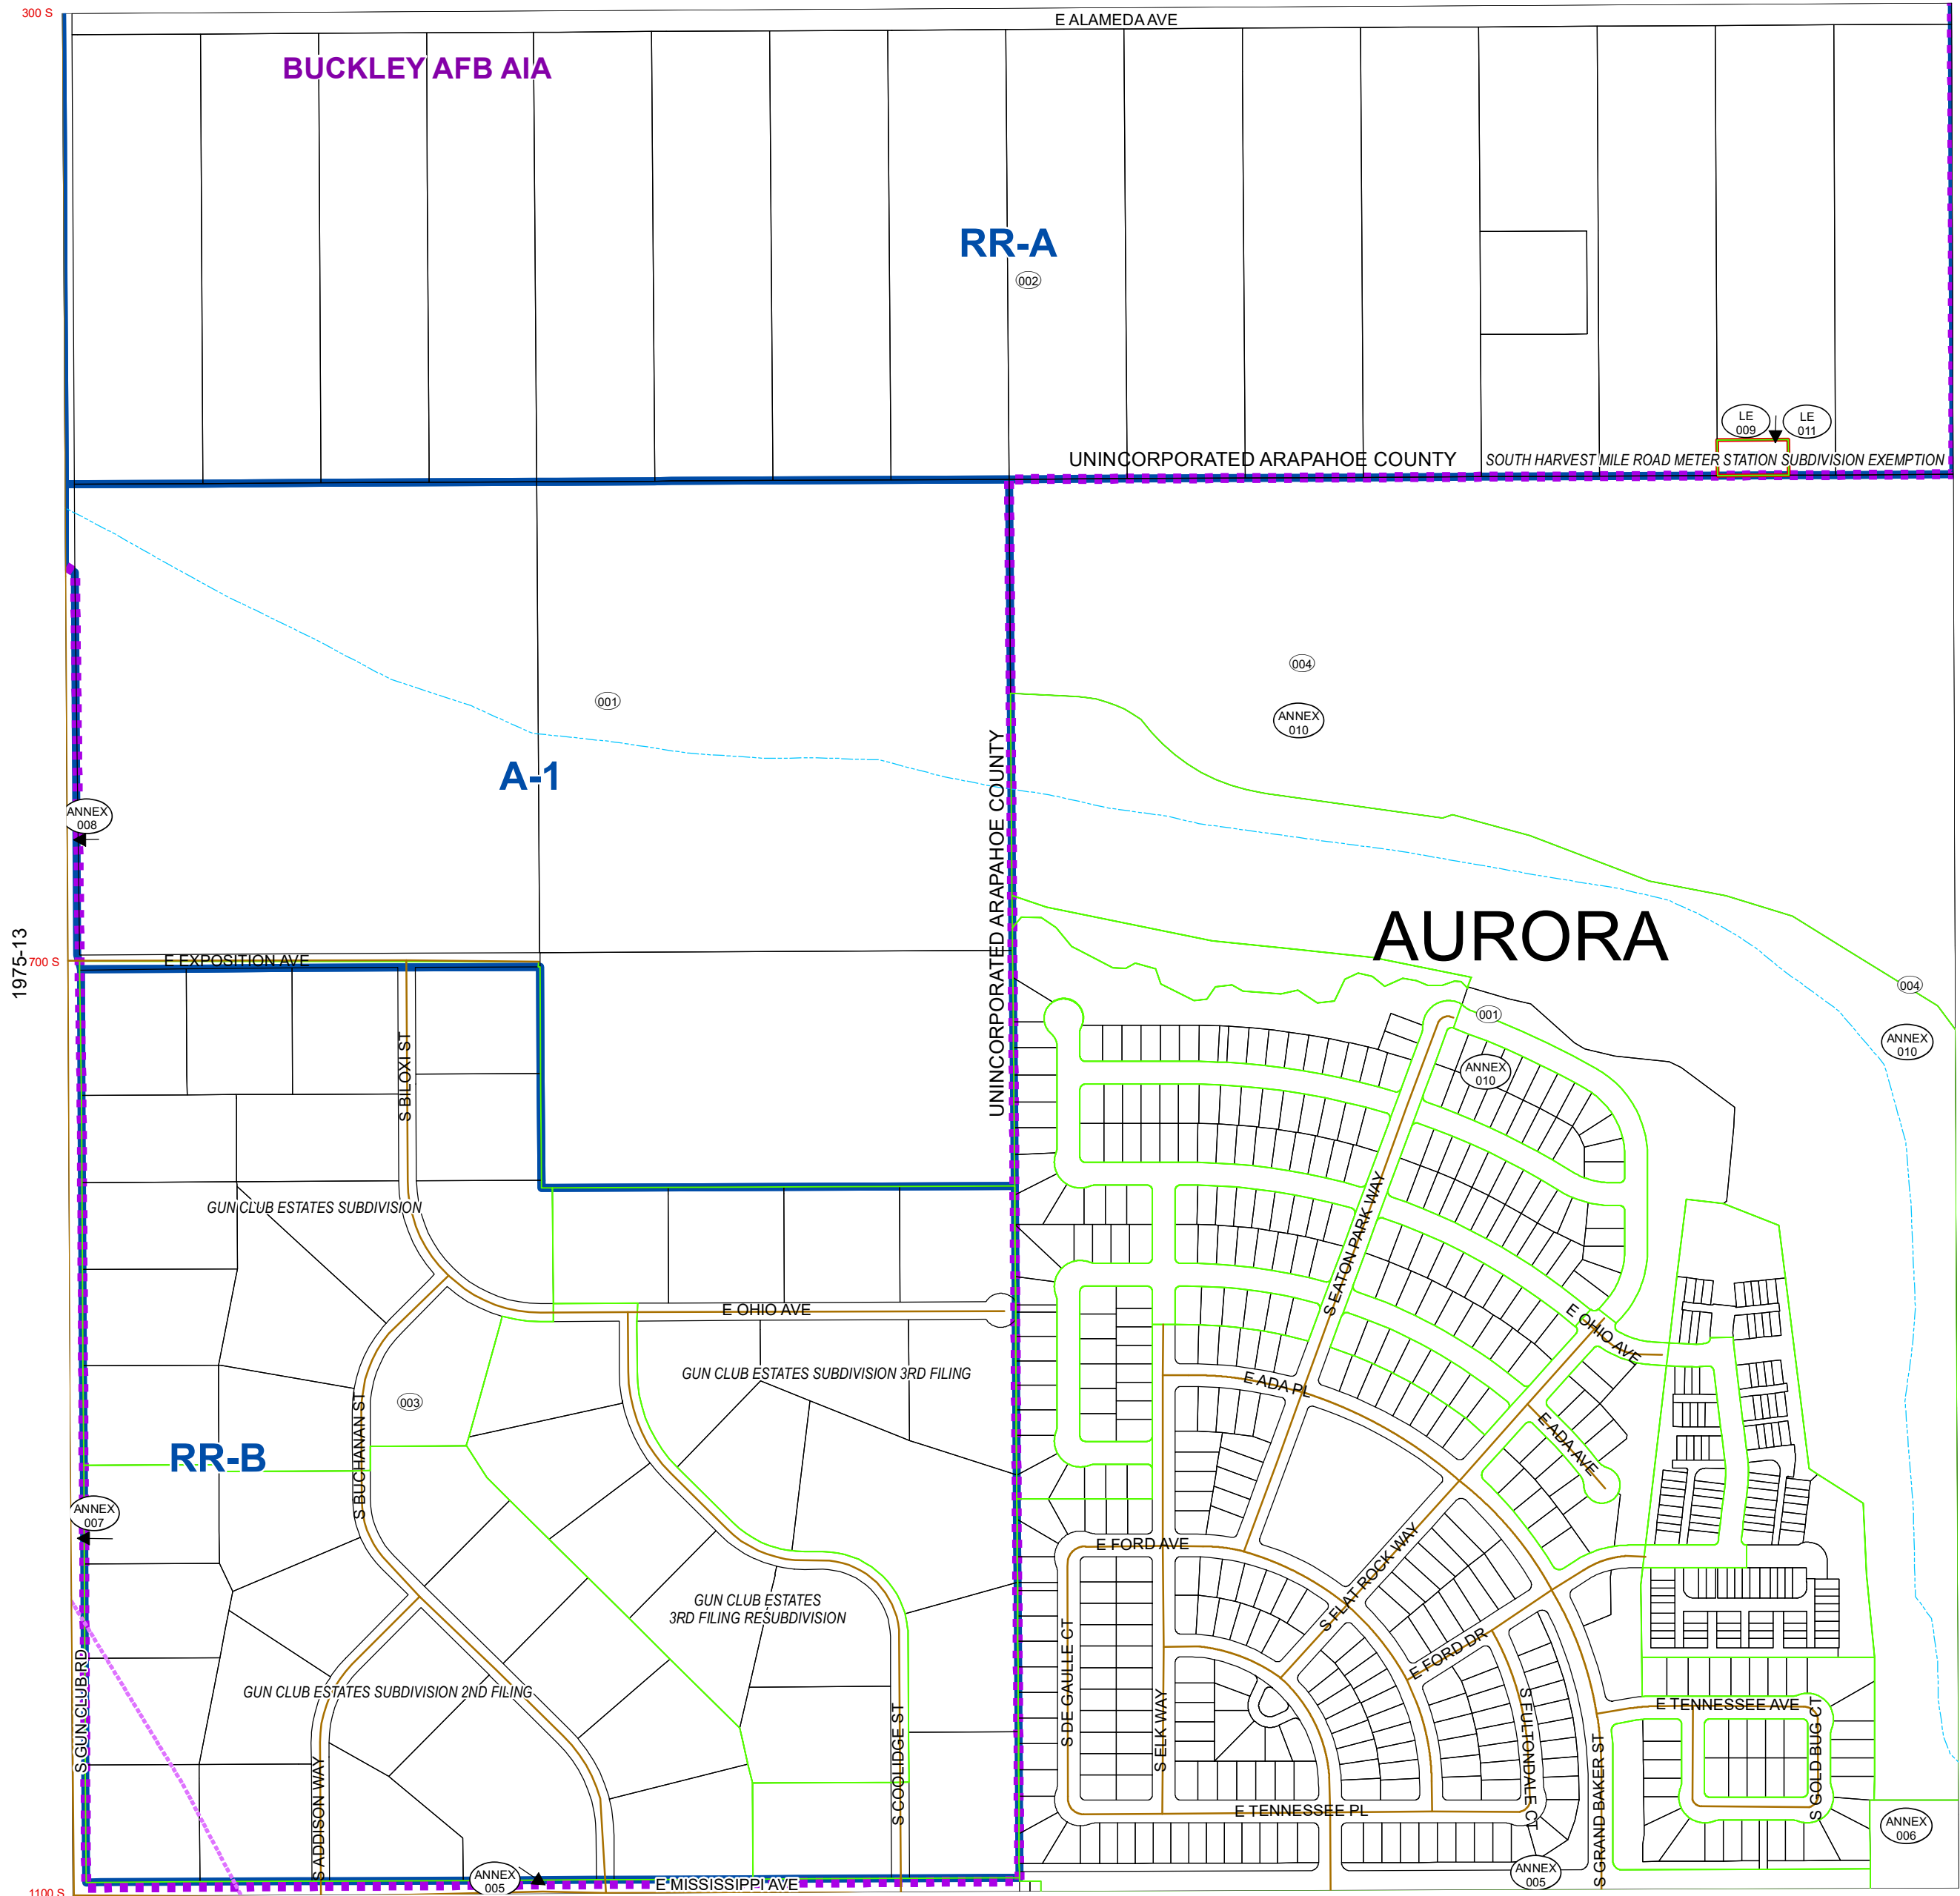 300 S
E ALAMEDA AVE
BUCKLEY AFB AIA
RR-A
002
LE
009
LE
011
UNINCORPORATED ARAPAHOE COUNTY
SOUTH HARVEST MILE ROAD METER STATION SUBDIVISION EXEMPTION
004
001
ANNEX
010
UNINCORPORATED ARAPAHOE COUNTY
A-1
ANNEX
008
AURORA
1975-13
700 S
E EXPOSITION AVE
004
001
ANNEX
010
ANNEX
010
S BILOXI ST
GUN CLUB ESTATES SUBDIVISION
S EATON PARK WAY
E OHIO AVE
E OHIO AVE
GUN CLUB ESTATES SUBDIVISION 3RD FILING
E ADA PL
003
S BUCHANAN ST
RR-B
E ADA AVE
ANNEX
007
E FORD AVE
S FLAT ROCK WAY
GUN CLUB ESTATES
3RD FILING RESUBDIVISION
S DE GAULLE CT
E FORD DR
S GUN CLUB RD
GUN CLUB ESTATES SUBDIVISION 2ND FILING
S ELK WAY
S FULTONDALE CT
E TENNESSEE AVE
S GOLD BUG CT
S COOLIDGE ST
S GRAND BAKER ST
S ADDISON WAY
E TENNESSEE PL
ANNEX
006
ANNEX
005
ANNEX
005
E MISSISSIPPI AVE
1100 S